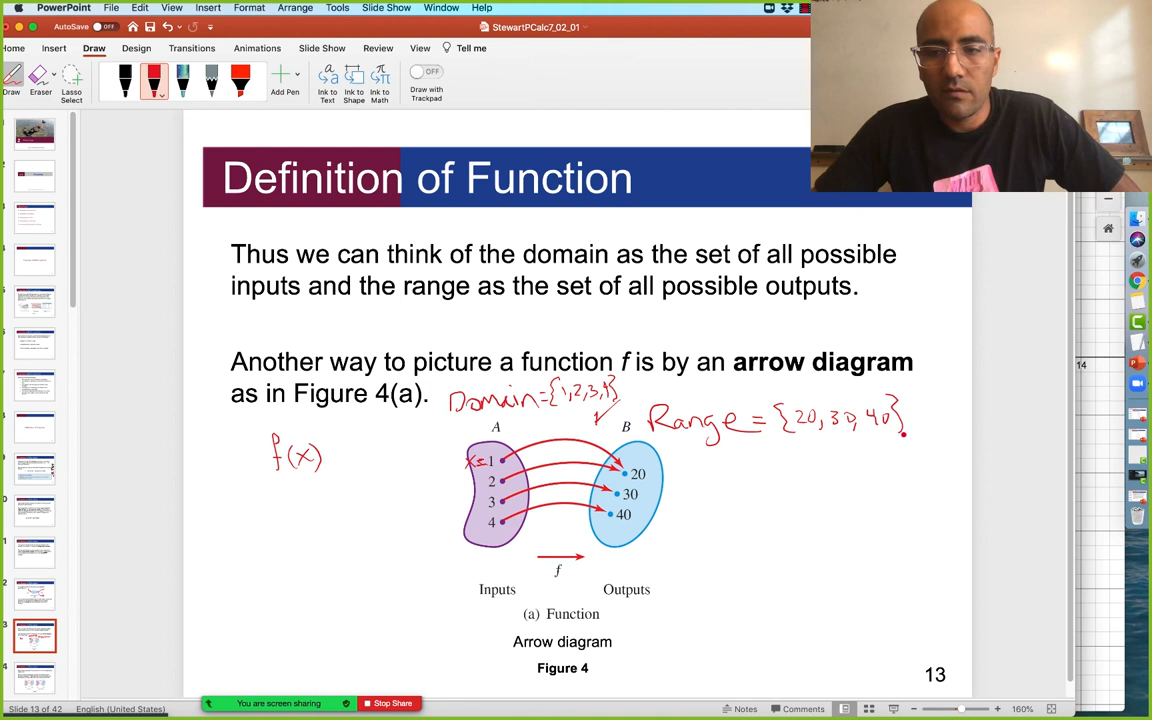 PowerPoint File Edit View Insert Format Arrange Tools Slide Show Window Help
AutoSave OFF
StewartPCalc7_02_01
Home Insert Draw Design Transitions Animations Slide Show Review View Tell me
OFF
Draw Eraser Lasso Select Add Pen Ink to Text Ink to Shape Ink to Math Draw with Trackpad
Definition of Function
Thus we can think of the domain as the set of all possible
inputs and the range as the set of all possible outputs.
Another way to picture a function f is by an arrow diagram
as in Figure 4(a).
Domain={1,2,3,4}
Range = {20,30,40}
f(x)
A B
x=1
2
3
4
20
30
40
f
Inputs Outputs
(a) Function
Arrow diagram
Figure 4
13
14
You are screen sharing Stop Share
Slide 13 of 42 English (United States) Notes Comments 160%